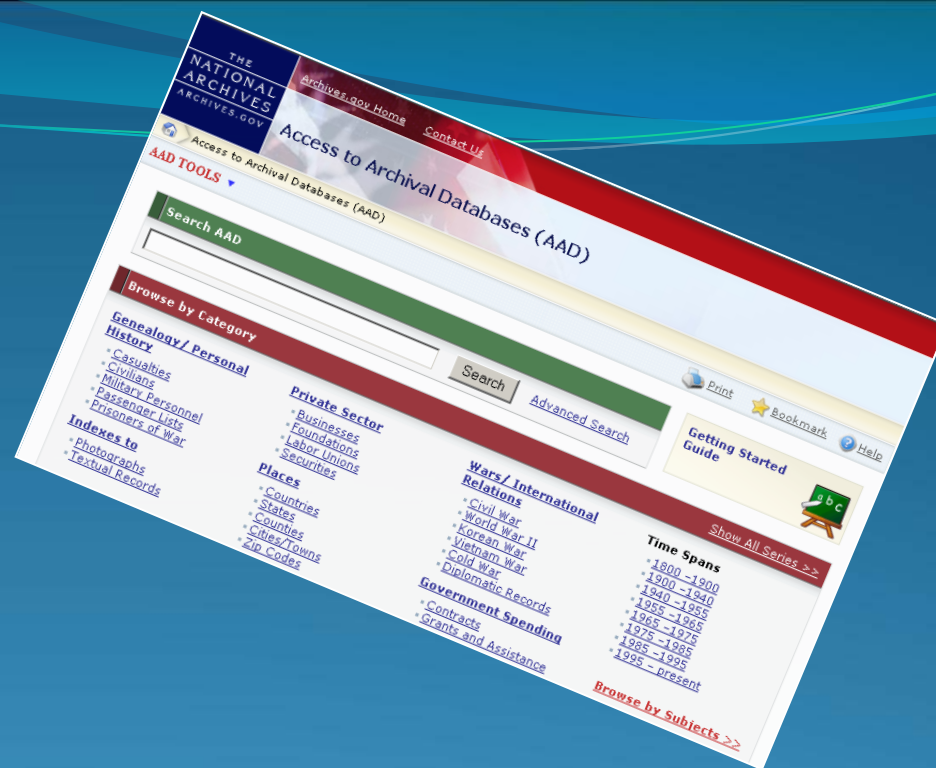 THE
NATIONAL
ARCHIVES
ARCHIVES.GOV
Archives.gov Home
Contact Us
Access to Archival Databases (AAD)
Access to Archival Databases (AAD)
AAD TOOLS
Print
Bookmark
Help
Search AAD
Search
Advanced Search
Getting Started
Guide
abc
Browse by Category
Show All Series >>
Genealogy/ Personal
History
Casualties
Civilians
Military Personnel
Passenger Lists
Prisoners of War
Indexes to
Photographs
Textual Records
Private Sector
Businesses
Foundations
Labor Unions
Securities
Places
Countries
States
Counties
Cities/Towns
Zip Codes
Wars/ International
Relations
Civil War
World War II
Korean War
Vietnam War
Cold War
Diplomatic Records
Government Spending
Contracts
Grants and Assistance
Time Spans
1800 -1900
1900 -1940
1940 -1955
1955 -1965
1965 -1975
1975 -1985
1985 -1995
1995 - present
Browse by Subjects >>